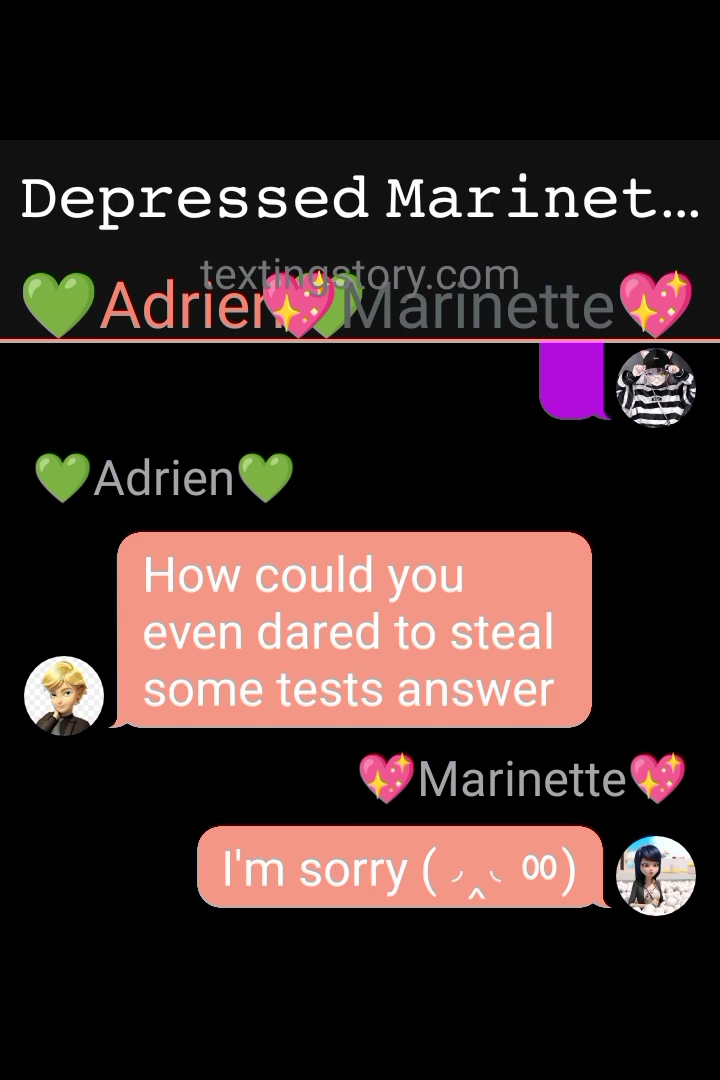 Depressed Marinet...
textingstory.com
💚Adrien💚💖Marinette💖
💚Adrien💚
How could you
even dared to steal
some tests answer
💖Marinette💖
I'm sorry ( ◞‸◟ ００)